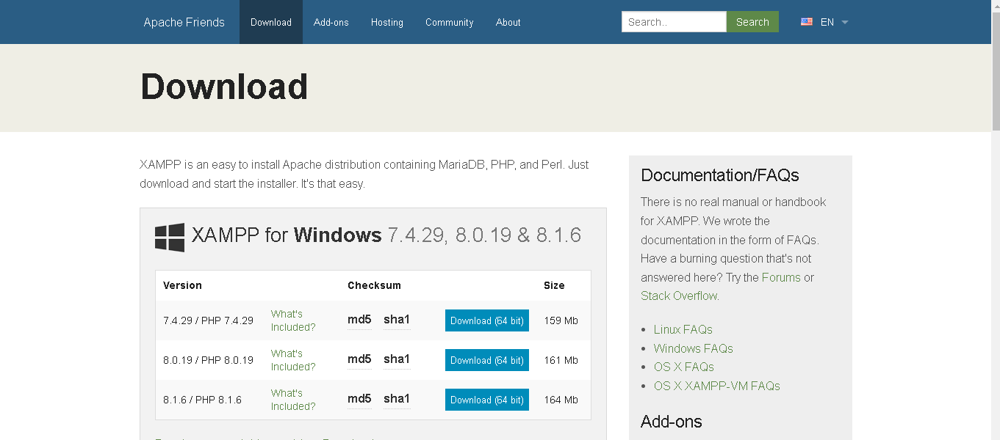 Apache Friends Download Add-ons Hosting Community About Search.. Search EN
Download
XAMPP is an easy to install Apache distribution containing MariaDB, PHP, and Perl. Just
download and start the installer. It's that easy.
XAMPP for Windows 7.4.29, 8.0.19 & 8.1.6
Version Checksum Size
7.4.29 / PHP 7.4.29 What's
Included? md5 sha1 Download (64 bit) 159 Mb
8.0.19 / PHP 8.0.19 What's
Included? md5 sha1 Download (64 bit) 161 Mb
8.1.6 / PHP 8.1.6 What's
Included? md5 sha1 Download (64 bit) 164 Mb
Documentation/FAQs
There is no real manual or handbook
for XAMPP. We wrote the
documentation in the form of FAQs.
Have a burning question that's not
answered here? Try the Forums or
Stack Overflow.
Linux FAQs
Windows FAQs
OS X FAQs
OS X XAMPP-VM FAQs
Add-ons